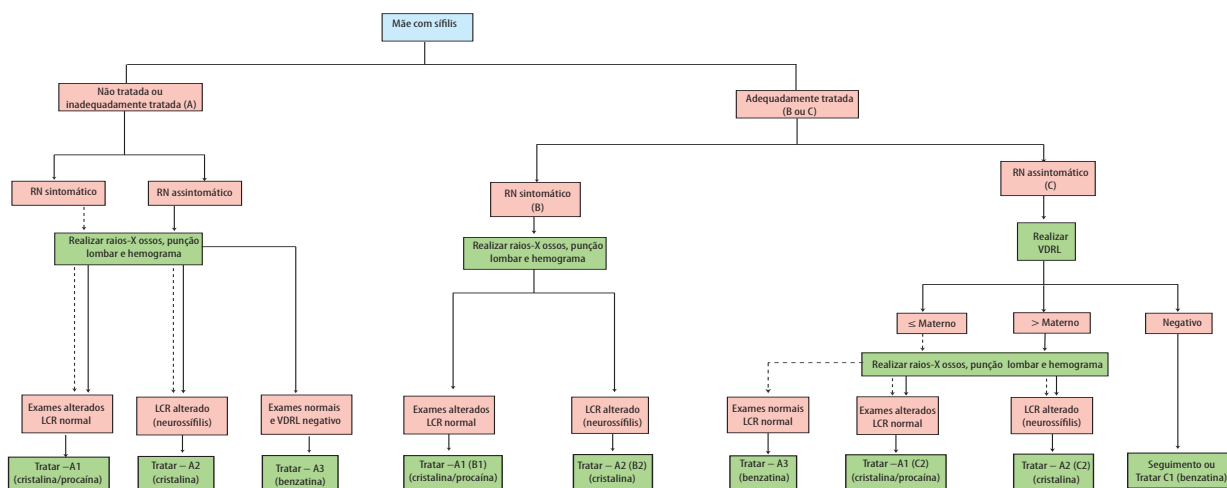 Mãe com sífilis
Não tratada ou
inadequadamente tratada (A)
Adequadamente tratada
(B ou C)
RN sintomático
RN assintomático
RN sintomático
(B)
RN assintomático
(C)
Realizar raios-X ossos, punção
lombar e hemograma
Realizar raios-X ossos, punção
lombar e hemograma
Realizar
VDRL
≤ Materno
> Materno
Negativo
Realizar raios-X ossos, punção lombar e hemograma
Exames alterados
LCR normal
LCR alterado
(neurossífilis)
Exames normais
e VDRL negativo
Exames alterados
LCR normal
LCR alterado
(neurossífilis)
Exames normais
LCR normal
Exames alterados
LCR normal
LCR alterado
(neurossífilis)
Tratar –A1
(cristalina/procaína)
Tratar – A2
(cristalina)
Tratar – A3
(benzatina)
Tratar –A1 (B1)
(cristalina/procaína)
Tratar – A2 (B2)
(cristalina)
Tratar – A3
(benzatina)
Tratar –A1 (C2)
(cristalina/procaína)
Tratar – A2 (C2)
(cristalina)
Seguimento ou
Tratar C1 (benzatina)